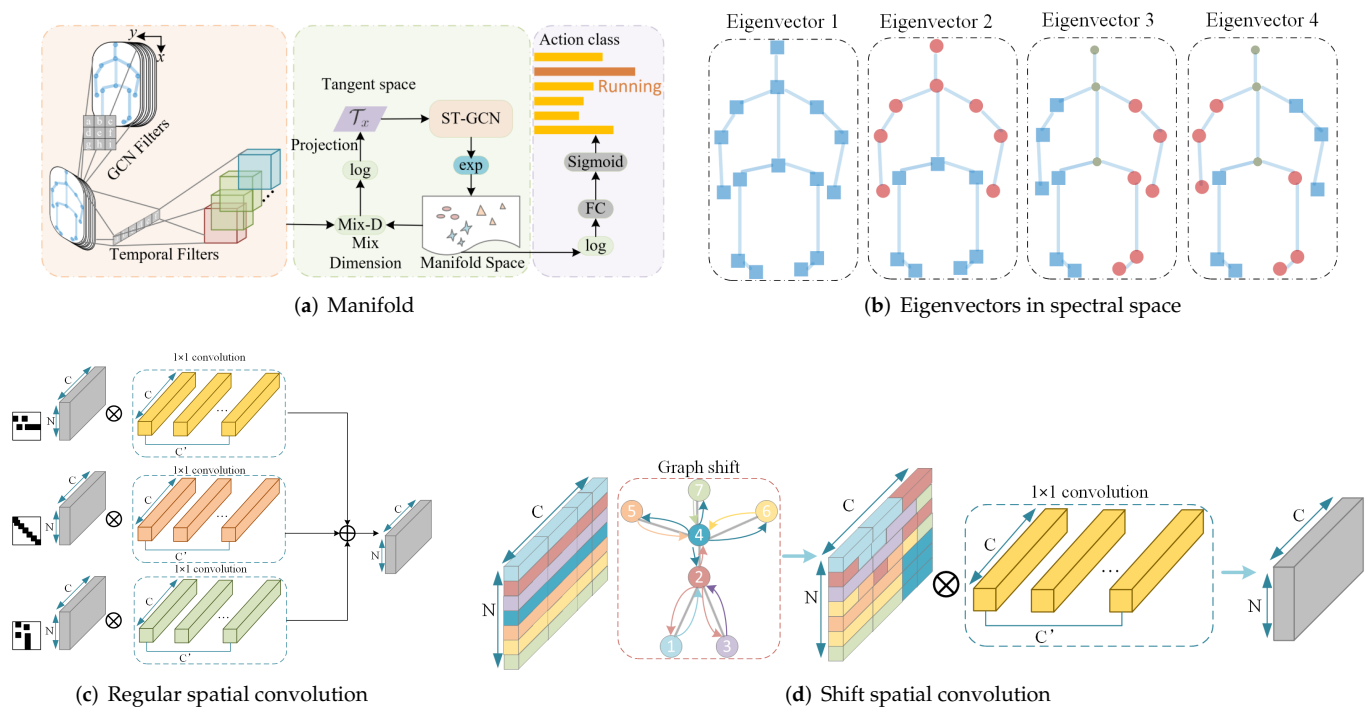 y
x
a b c
d e f
g h i
GCN Filters
Temporal Filters
Tangent space
𝒯x
ST-GCN
Projection
log
exp
Mix-D
Mix
Dimension
Manifold Space
Action class
Running
Sigmoid
FC
log
(a) Manifold
Eigenvector 1
Eigenvector 2
Eigenvector 3
Eigenvector 4
(b) Eigenvectors in spectral space
1×1 convolution
C
N
C
...
C'
1×1 convolution
C
N
C
...
C'
C
N
1×1 convolution
C
N
C
...
C'
(c) Regular spatial convolution
C
N
Graph shift
7
5
6
4
2
1
3
C
N
1×1 convolution
C
...
C'
C
N
(d) Shift spatial convolution